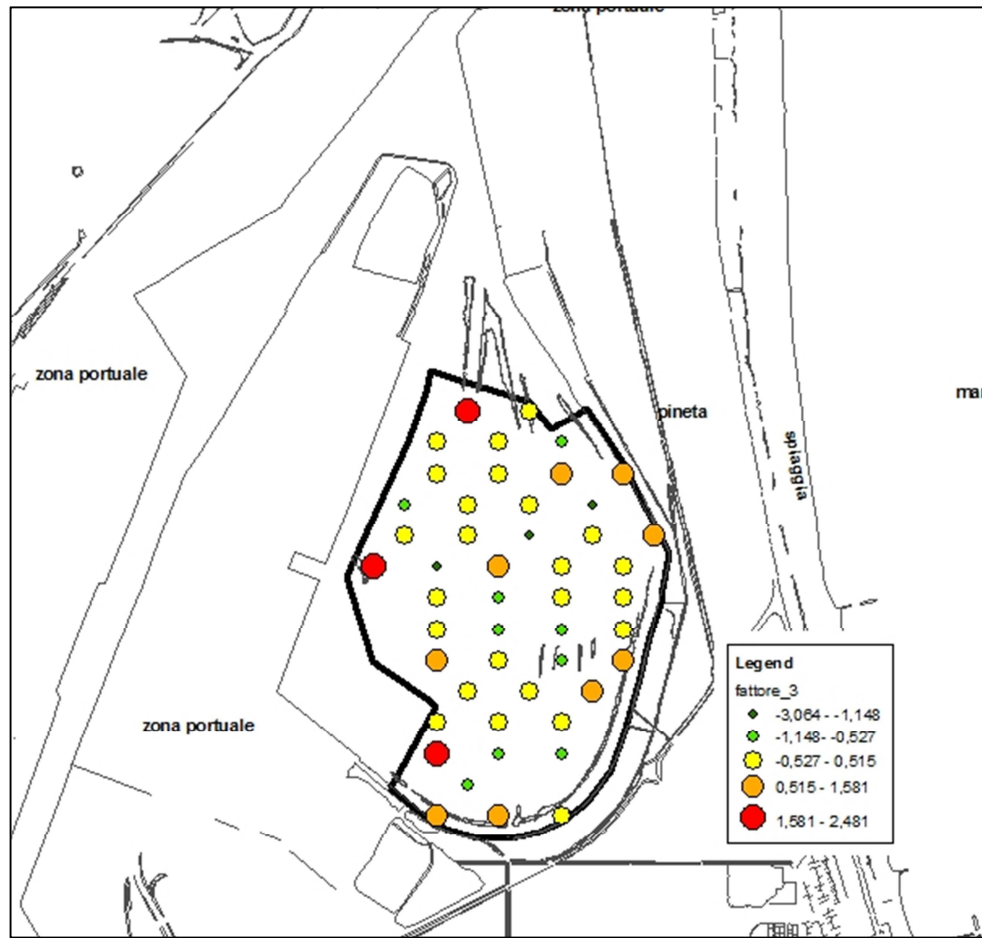 zona portuale
zona portuale
mar
pineta
spiaggia
zona portuale
Legend
fattore_3
-3,064 - -1,148
-1,148- -0,527
-0,527 - 0,515
0,515 - 1,581
1,581 - 2,481